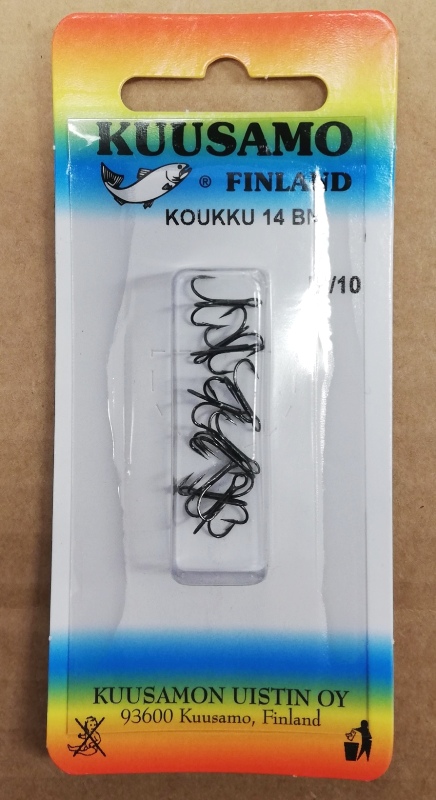 KUUSAMO
® FINLAND
KOUKKU 14 BN
/10
KUUSAMON UISTIN OY
93600 Kuusamo, Finland